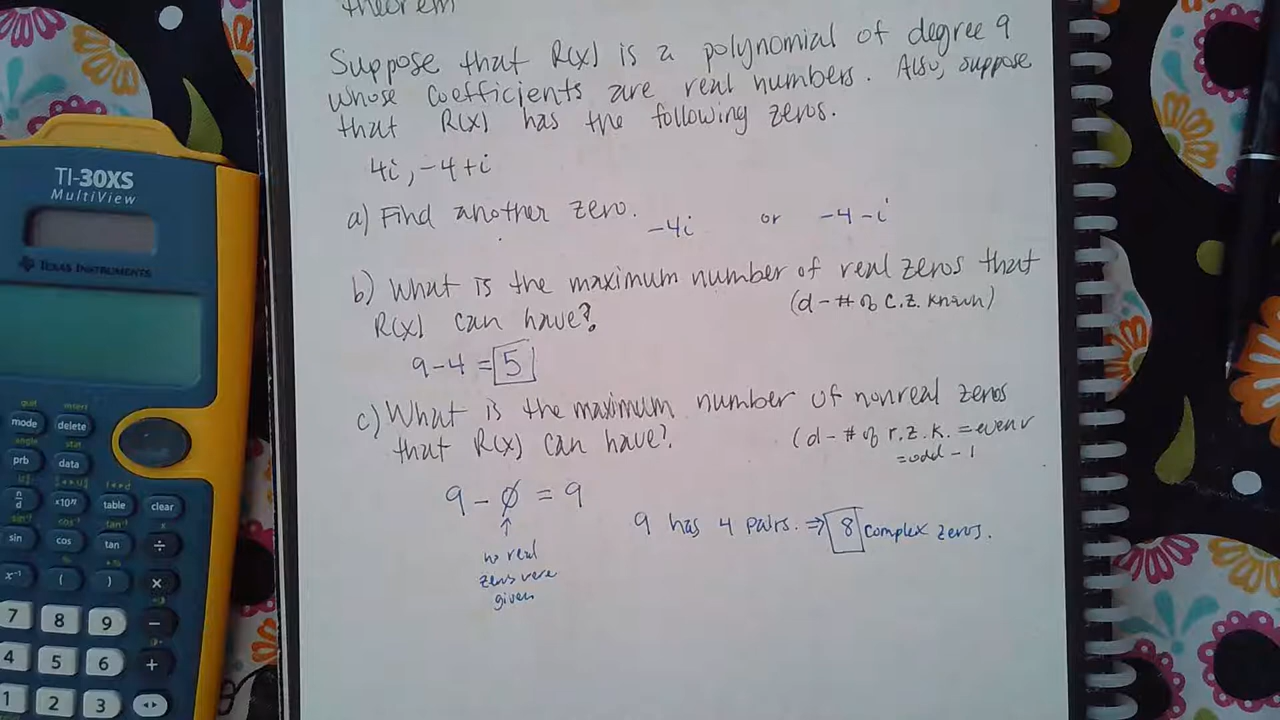 theorem
Suppose that R(x) is a polynomial of degree 9
whose coefficients are real numbers. Also, suppose
that R(x) has the following zeros.
4i, -4+i
a) Find another zero. -4i or -4-i
b) What is the maximum number of real zeros that
R(x) can have? (d - # of C.Z. known)
9-4 = 5
c) What is the maximum number of nonreal zeros
that R(x) can have? (d - # of r.z.k. = even ✓
= odd - 1
9 - ∅ = 9
↑
no real
zeros were
given
9 has 4 pairs. ⇒ 8 complex zeros.
TI-30XS
MultiView
TEXAS INSTRUMENTS
quit insert
mode delete
angle stat
prb data
table clear
sin cos tan ÷
x⁻¹ ( ) ×
7 8 9 −
4 5 6 +
1 2 3